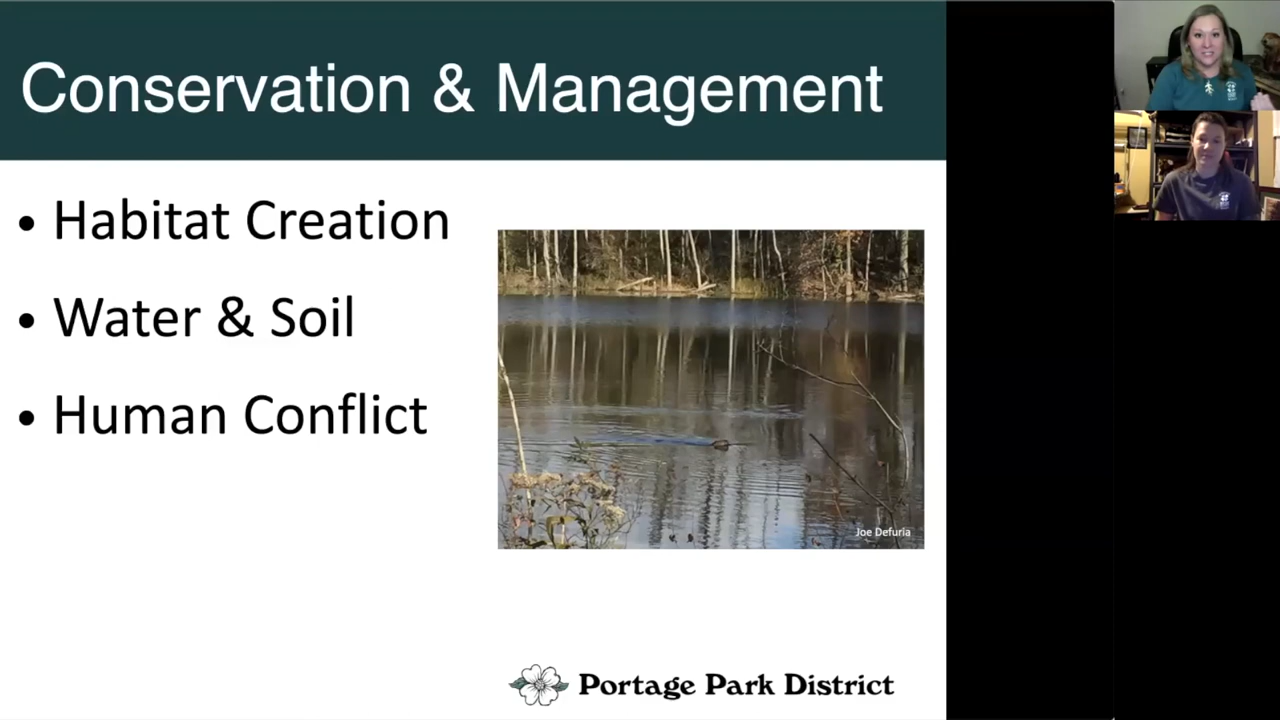 Conservation & Management
• Habitat Creation
• Water & Soil
• Human Conflict
Joe Defuria
Portage Park District